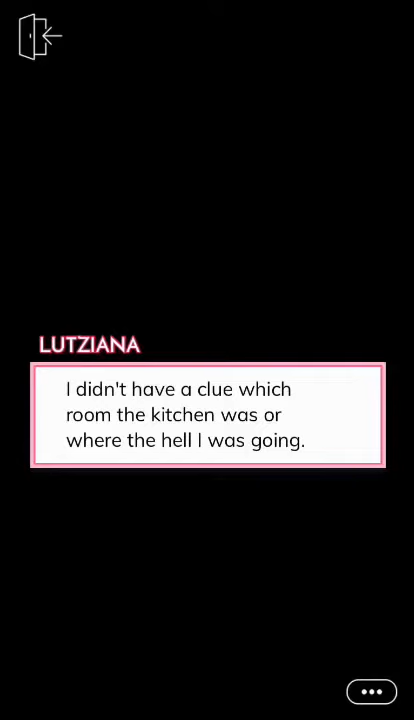 LUTZIANA
I didn't have a clue which
room the kitchen was or
where the hell I was going.